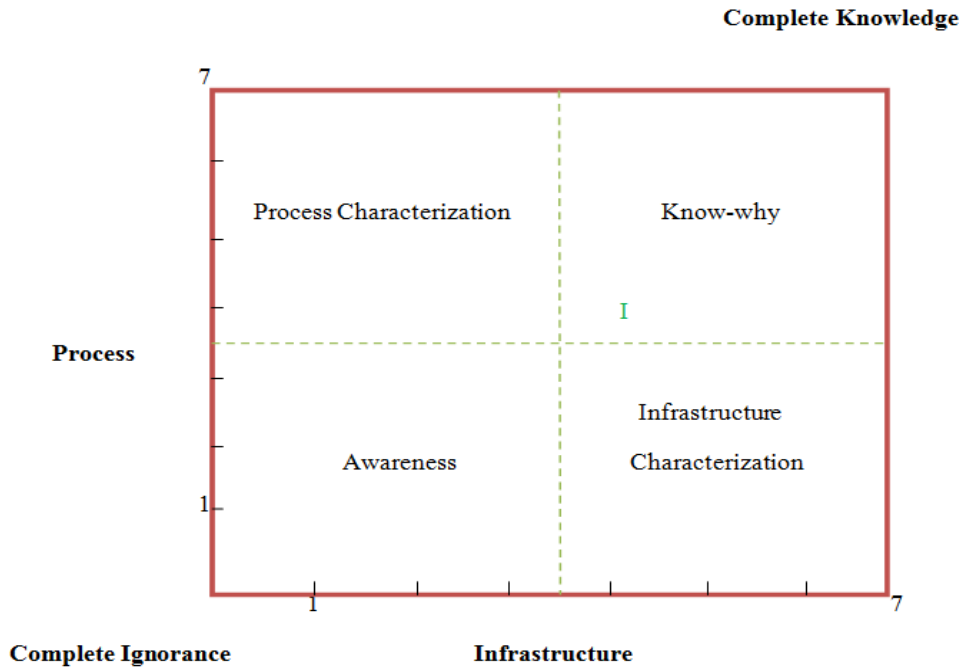 Complete Knowledge
7
Process Characterization
Know-why
I
Process
Infrastructure
Characterization
Awareness
1
1
7
Complete Ignorance
Infrastructure